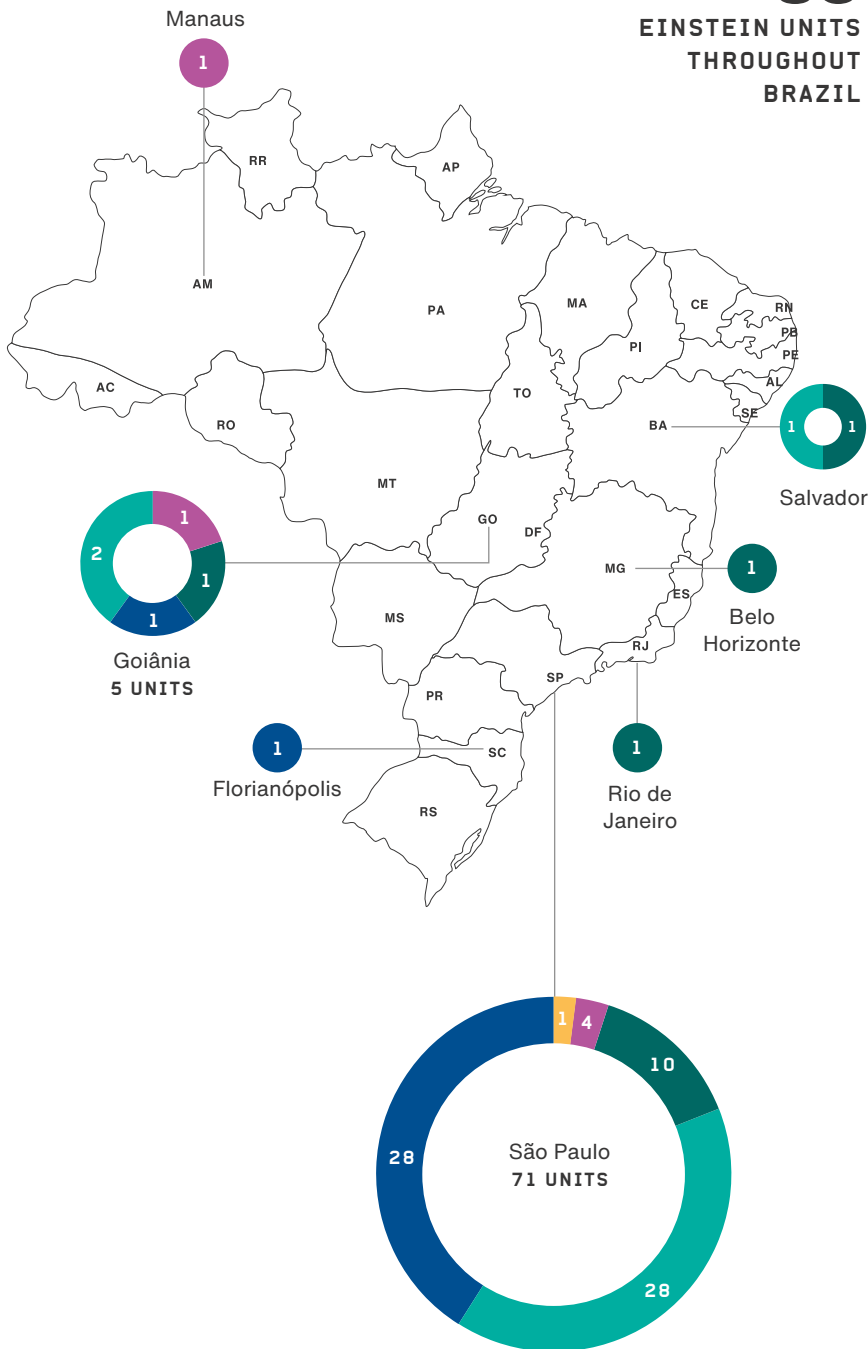 EINSTEIN UNITS
THROUGHOUT
BRAZIL
Manaus
1
RR
AP
AM
PA
MA
CE
RN
PB
PE
PI
AL
SE
AC
RO
TO
BA
1
1
Salvador
MT
GO
DF
MG
1
Belo
Horizonte
ES
2
1
1
1
Goiânia
5 UNITS
MS
RJ
SP
PR
1
Florianópolis
SC
1
Rio de
Janeiro
RS
1
4
10
28
São Paulo
71 UNITS
28